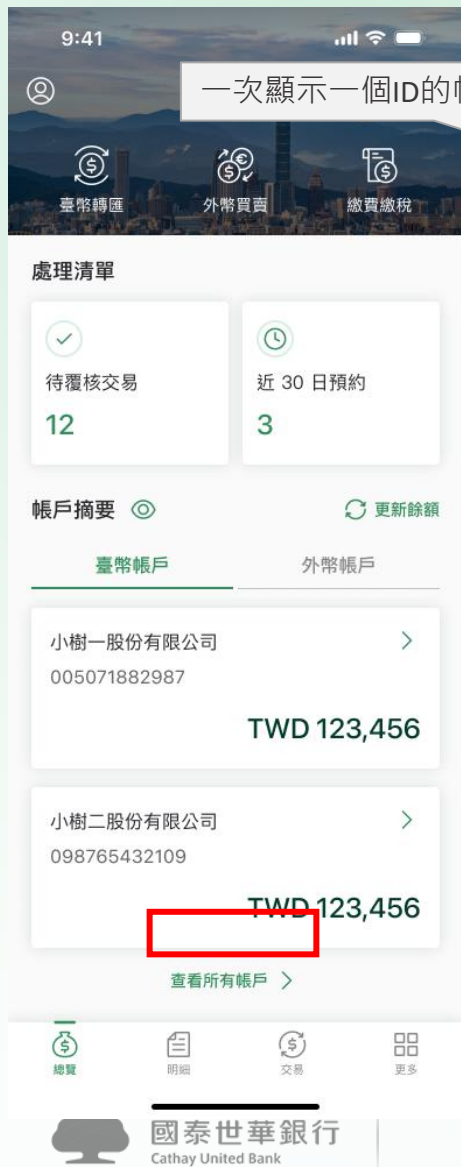 9:41
一次顯示一個ID的
臺幣轉匯
外幣買賣
繳費繳稅
處理清單
待覆核交易
近 30 日預約
12
3
帳戶摘要
更新餘額
臺幣帳戶
外幣帳戶
小樹一股份有限公司
005071882987
TWD 123,456
小樹二股份有限公司
098765432109
TWD 123,456
查看所有帳戶
總覽
明細
交易
更多
國泰世華銀行
Cathay United Bank